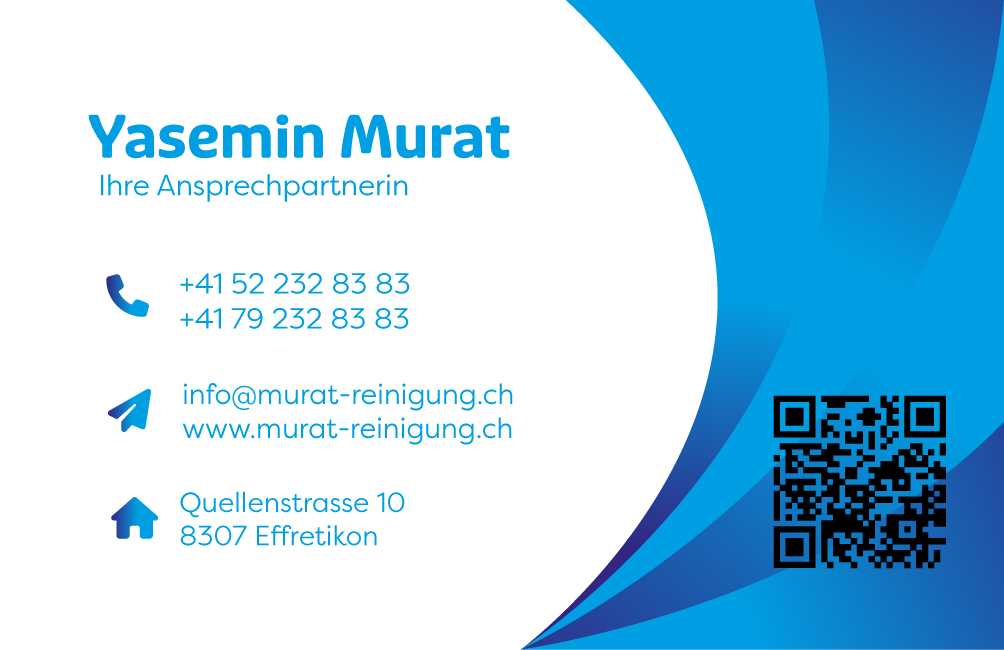 Yasemin Murat
Ihre Ansprechpartnerin
+41 52 232 83 83
+41 79 232 83 83
info@murat-reinigung.ch
www.murat-reinigung.ch
Quellenstrasse 10
8307 Effretikon